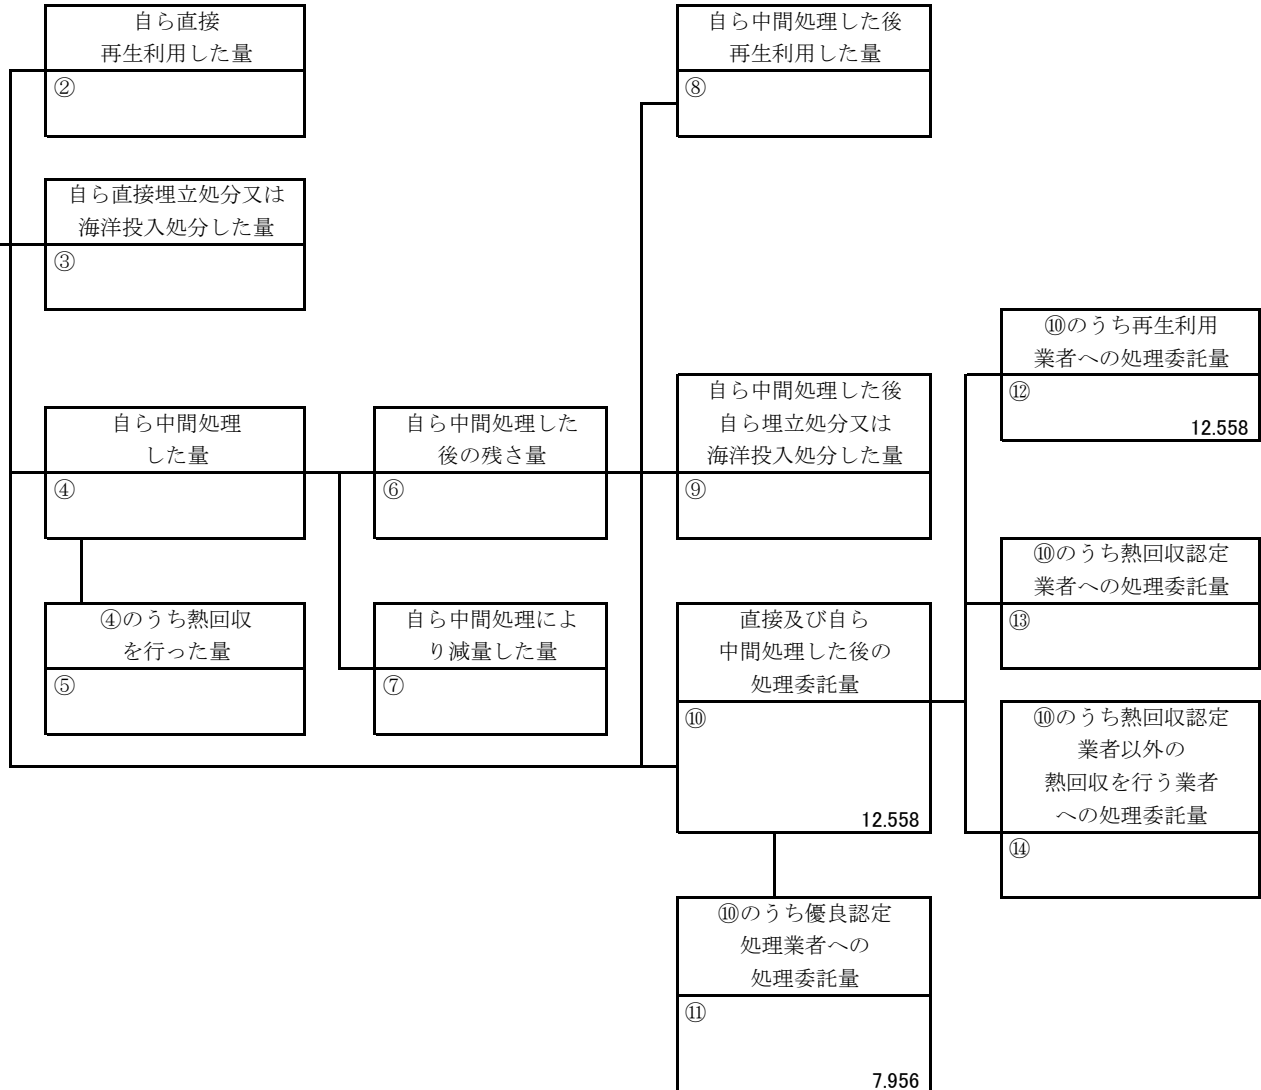 自ら直接
再生利用した量
②
自ら中間処理した後
再生利用した量
⑧
自ら直接埋立処分又は
海洋投入処分した量
③
⑩のうち再生利用
業者への処理委託量
⑫
12.558
自ら中間処理
した量
④
自ら中間処理した
後の残さ量
⑥
自ら中間処理した後
自ら埋立処分又は
海洋投入処分した量
⑨
⑩のうち熱回収認定
業者への処理委託量
⑬
④のうち熱回収
を行った量
⑤
自ら中間処理によ
り減量した量
⑦
直接及び自ら
中間処理した後の
処理委託量
⑩
12.558
⑩のうち熱回収認定
業者以外の
熱回収を行う業者
への処理委託量
⑭
⑩のうち優良認定
処理業者への
処理委託量
⑪
7.956